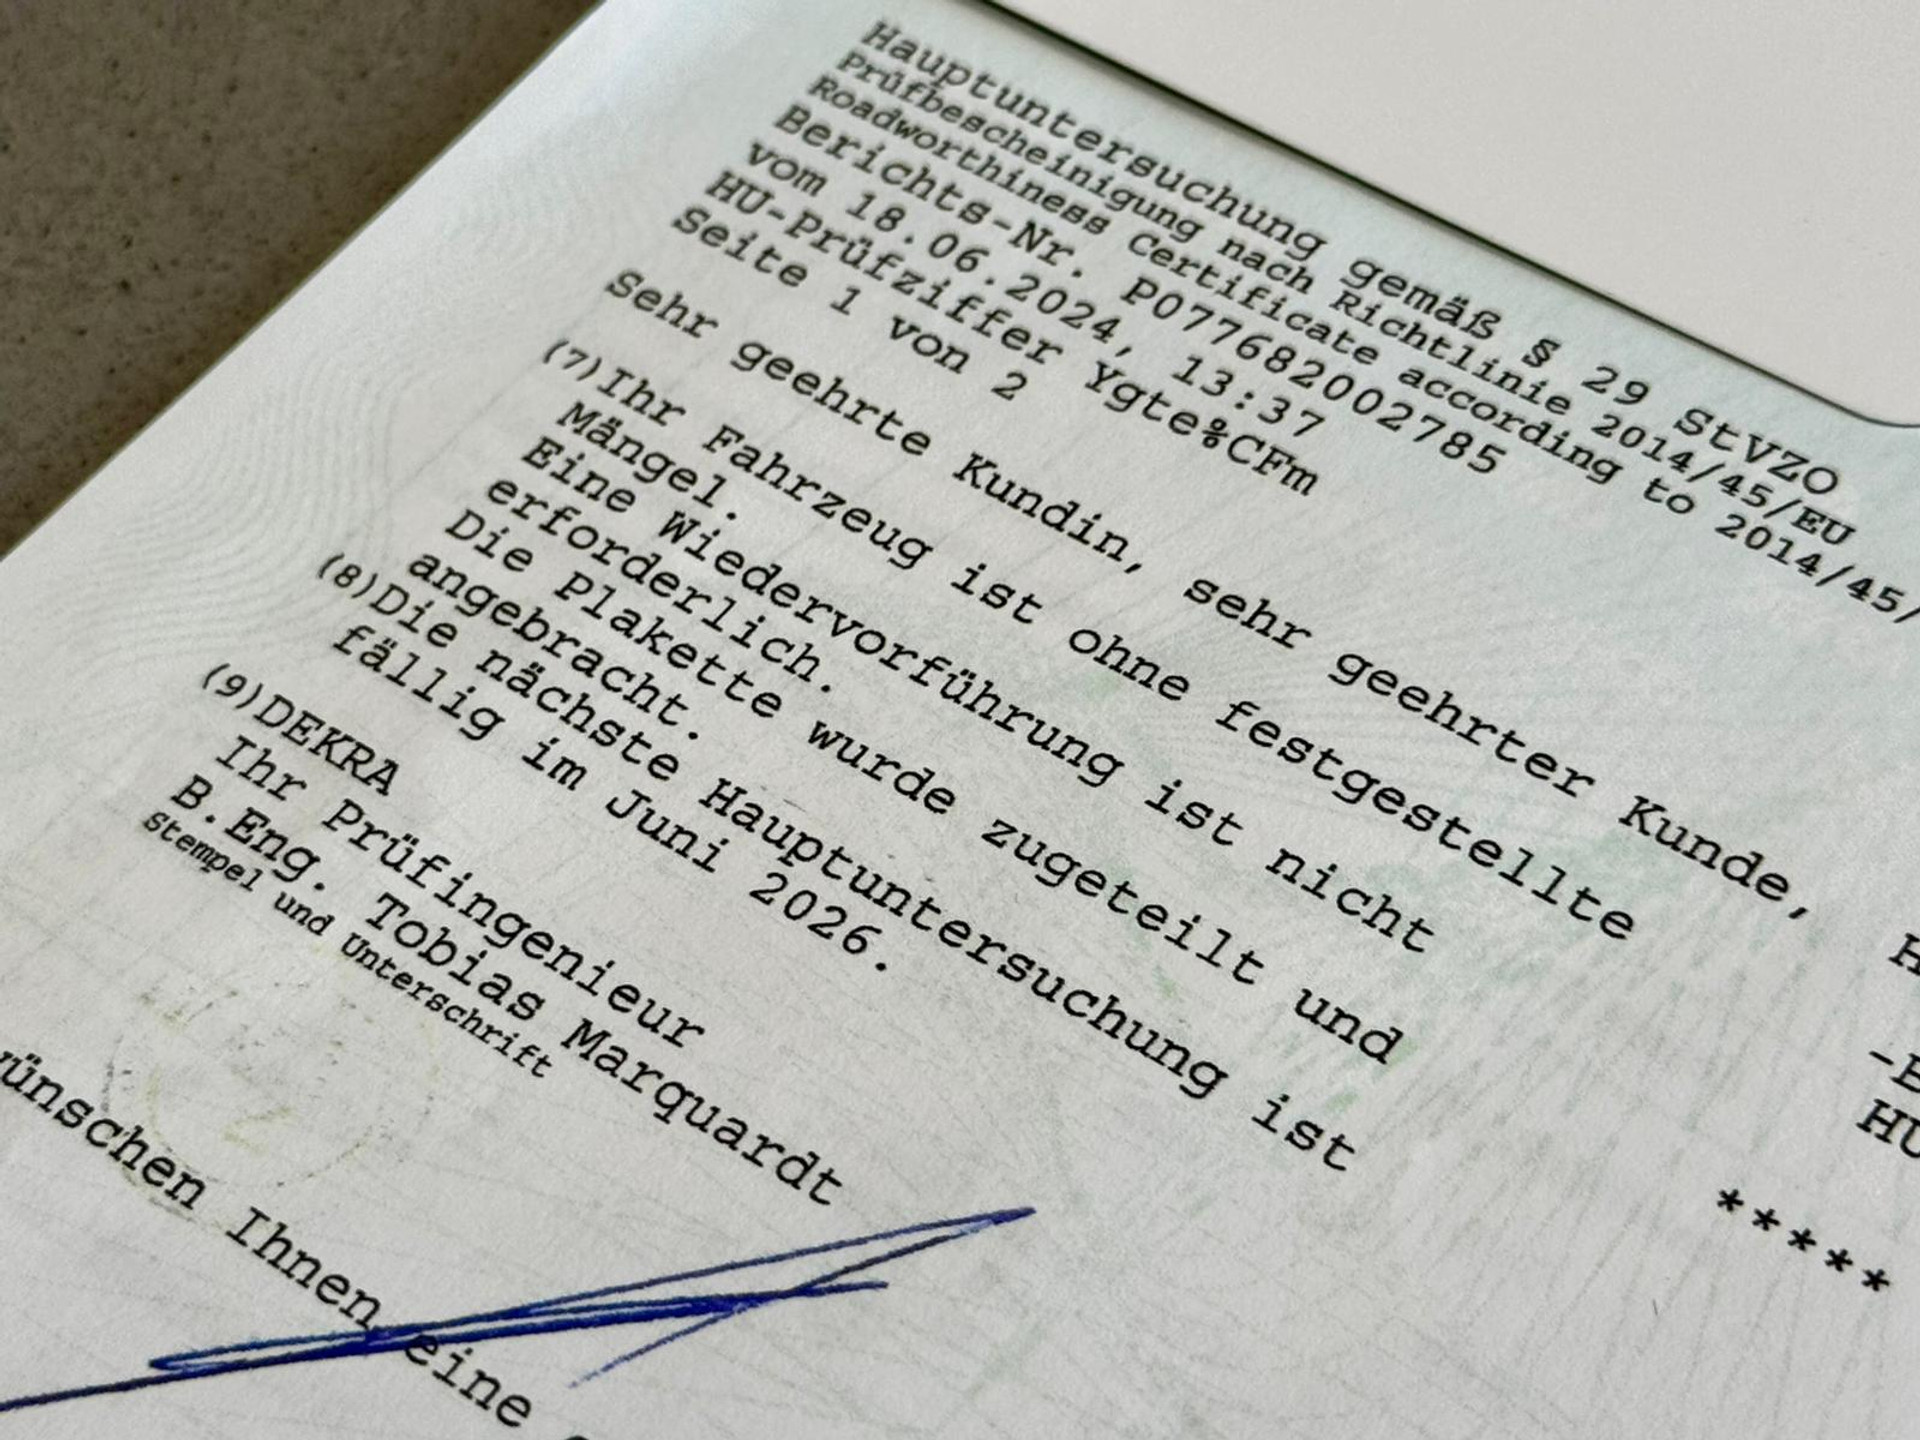 Hauptuntersuchung gemäß § 29 StVZO
Prüfbescheinigung nach Richtlinie 2014/45/EU
Roadworthiness Certificate according to 2014/45/
Berichts-Nr. P077682002785
vom 18.06.2024, 13:37
HU-Prüfziffer Ygte%CFm
Seite 1 von 2
Sehr geehrte Kundin, sehr geehrter Kunde,
(7)Ihr Fahrzeug ist ohne festgestellte
Mängel.
Eine Wiedervorführung ist nicht
erforderlich.
Die Plakette wurde zugeteilt und
angebracht.
(8)Die nächste Hauptuntersuchung ist
fällig im Juni 2026.
(9)DEKRA
Ihr Prüfingenieur
B.Eng. Tobias Marquardt
Stempel und Unterschrift
ünschen Ihnen eine
HU
*****